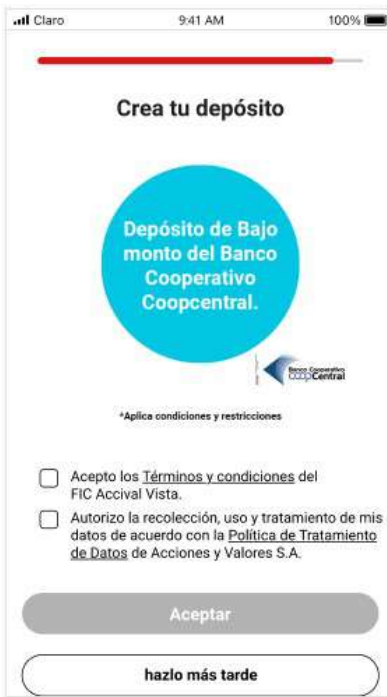 Claro 9:41 AM 100%
Crea tu depósito
Depósito de Bajo
monto del Banco
Cooperativo
Coopcentral.
Banco Cooperativo
CoopCentral
*Aplica condiciones y restricciones
Acepto los Términos y condiciones del
FIC Accival Vista.
Autorizo la recolección, uso y tratamiento de mis
datos de acuerdo con la Política de Tratamiento
de Datos de Acciones y Valores S.A.
Aceptar
hazlo más tarde